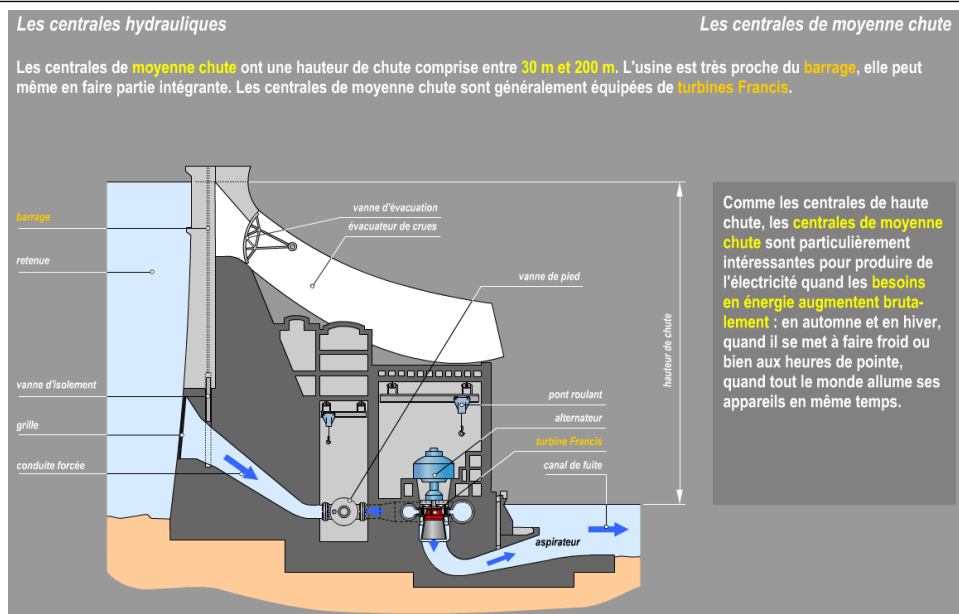 Les centrales hydrauliques
Les centrales de moyenne chute
Les centrales de moyenne chute ont une hauteur de chute comprise entre 30 m et 200 m. L'usine est très proche du barrage, elle peut
même en faire partie intégrante. Les centrales de moyenne chute sont généralement équipées de turbines Francis.
barrage
retenue
vanne d'isolement
grille
conduite forcée
vanne d'évacuation
évacuateur de crues
vanne de pied
pont roulant
alternateur
turbine Francis
canal de fuite
aspirateur
hauteur de chute
Comme les centrales de haute
chute, les centrales de moyenne
chute sont particulièrement
intéressantes pour produire de
l'électricité quand les besoins
en énergie augmentent bruta-
lement : en automne et en hiver,
quand il se met à faire froid ou
bien aux heures de pointe,
quand tout le monde allume ses
appareils en même temps.